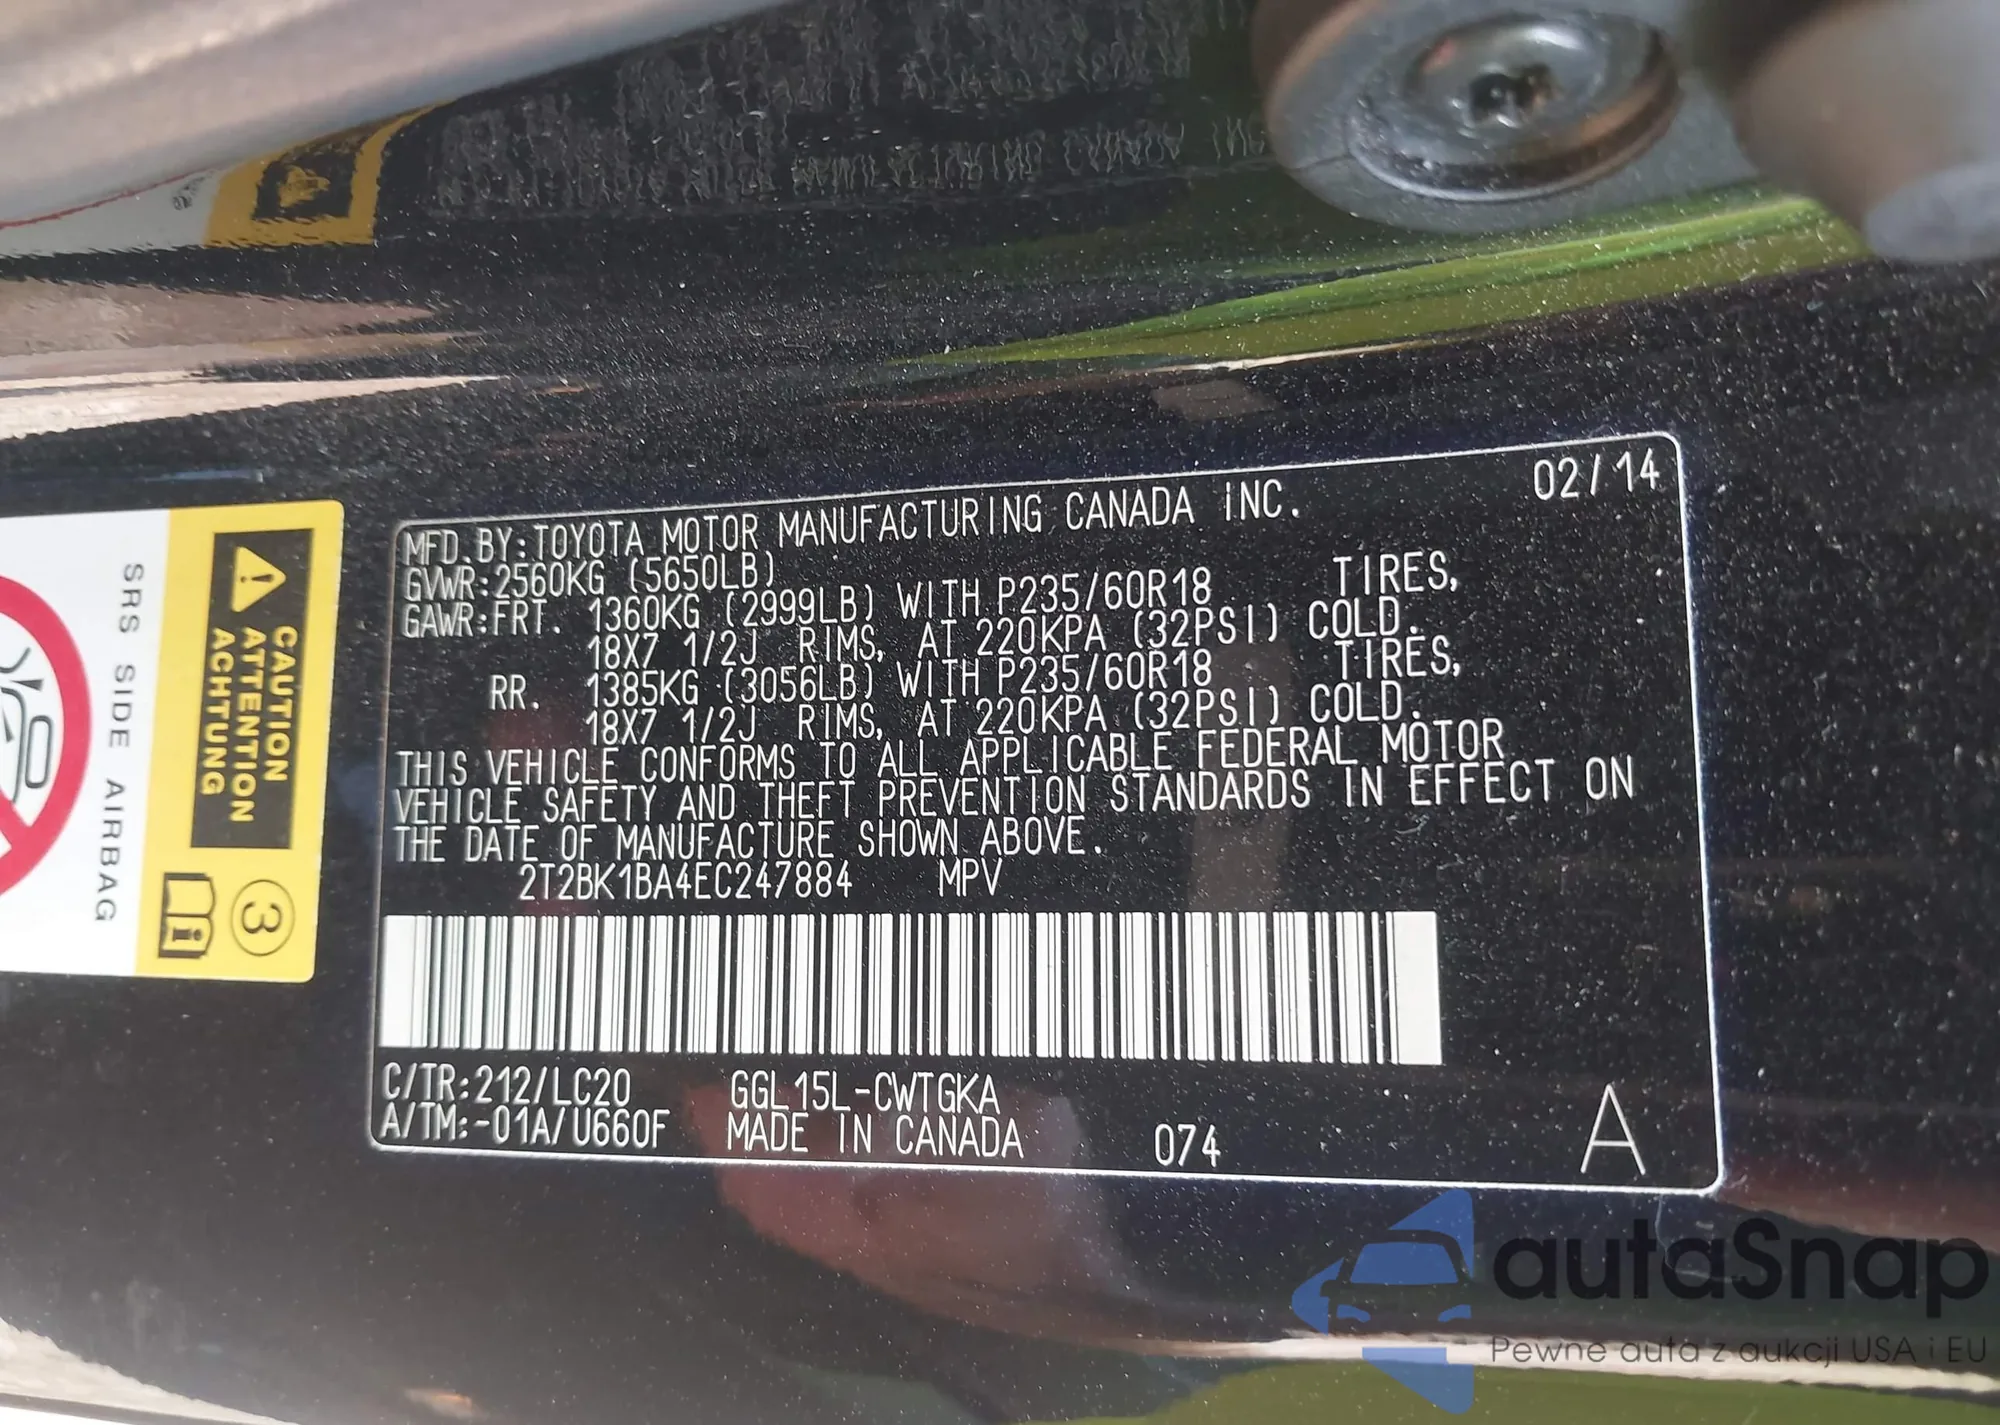 02/14
MFD.BY:TOYOTA MOTOR MANUFACTURING CANADA INC.
GVWR:2560KG (5650LB)
GAWR:FRT. 1360KG (2999LB) WITH P235/60R18 TIRES,
18X7 1/2J RIMS, AT 220KPA (32PSI) COLD.
RR. 1385KG (3056LB) WITH P235/60R18 TIRES,
18X7 1/2J RIMS, AT 220KPA (32PSI) COLD.
THIS VEHICLE CONFORMS TO ALL APPLICABLE FEDERAL MOTOR
VEHICLE SAFETY AND THEFT PREVENTION STANDARDS IN EFFECT ON
THE DATE OF MANUFACTURE SHOWN ABOVE.
2T2BK1BA4EC247884 MPV
C/TR:212/LC20 GGL15L-CWTGKA
A/TM:-01A/U660F MADE IN CANADA 074 A
CAUTION
ATTENTION
ACHTUNG
3
SRS SIDE AIRBAG
autaSnap
Pewne auta z aukcji USA i EU